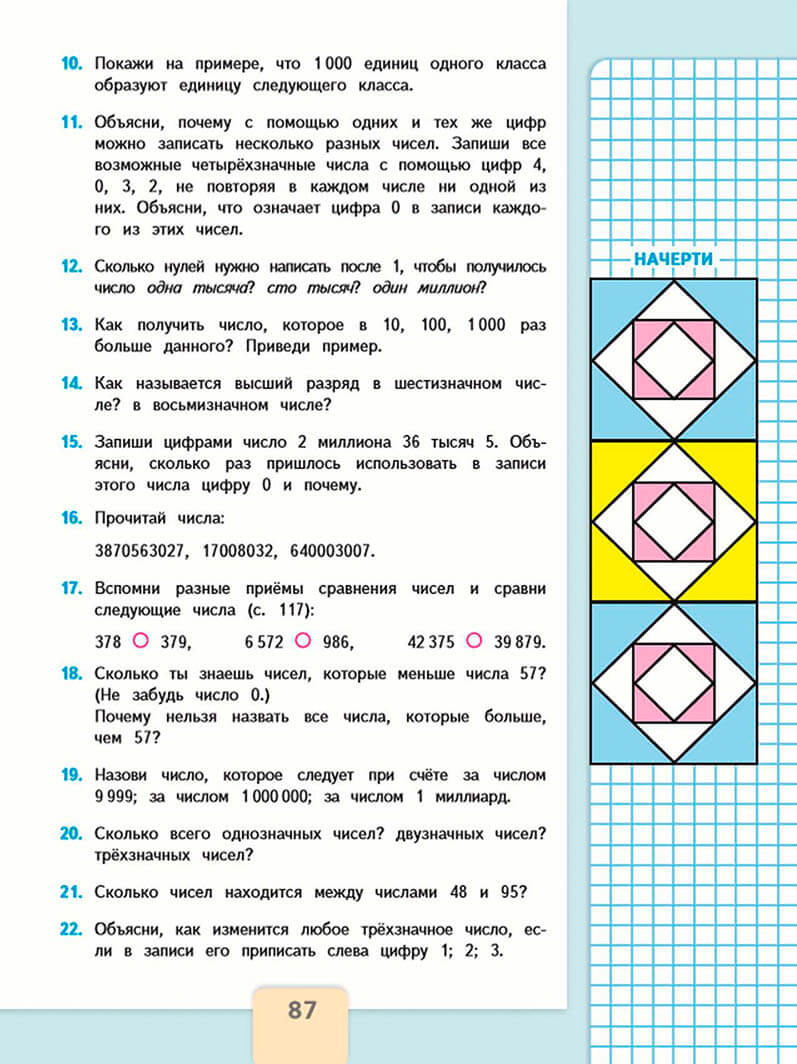 10. Покажи на примере, что 1 000 единиц одного класса
образуют единицу следующего класса.
11. Объясни, почему с помощью одних и тех же цифр
можно записать несколько разных чисел. Запиши все
возможные четырёхзначные числа с помощью цифр 4,
0, 3, 2, не повторяя в каждом числе ни одной из
них. Объясни, что означает цифра 0 в записи каждо-
го из этих чисел.
12. Сколько нулей нужно написать после 1, чтобы получилось
число одна тысяча? сто тысяч? один миллион?
13. Как получить число, которое в 10, 100, 1 000 раз
больше данного? Приведи пример.
14. Как называется высший разряд в шестизначном чис-
ле? в восьмизначном числе?
15. Запиши цифрами число 2 миллиона 36 тысяч 5. Объ-
ясни, сколько раз пришлось использовать в записи
этого числа цифру 0 и почему.
16. Прочитай числа:
3870563027, 17008032, 640003007.
17. Вспомни разные приёмы сравнения чисел и сравни
следующие числа (с. 117):
378 ○ 379, 6 572 ○ 986, 42 375 ○ 39 879.
18. Сколько ты знаешь чисел, которые меньше числа 57?
(Не забудь число 0.)
Почему нельзя назвать все числа, которые больше,
чем 57?
19. Назови число, которое следует при счёте за числом
9 999; за числом 1 000 000; за числом 1 миллиард.
20. Сколько всего однозначных чисел? двузначных чисел?
трёхзначных чисел?
21. Сколько чисел находится между числами 48 и 95?
22. Объясни, как изменится любое трёхзначное число, ес-
ли в записи его приписать слева цифру 1; 2; 3.
НАЧЕРТИ
87